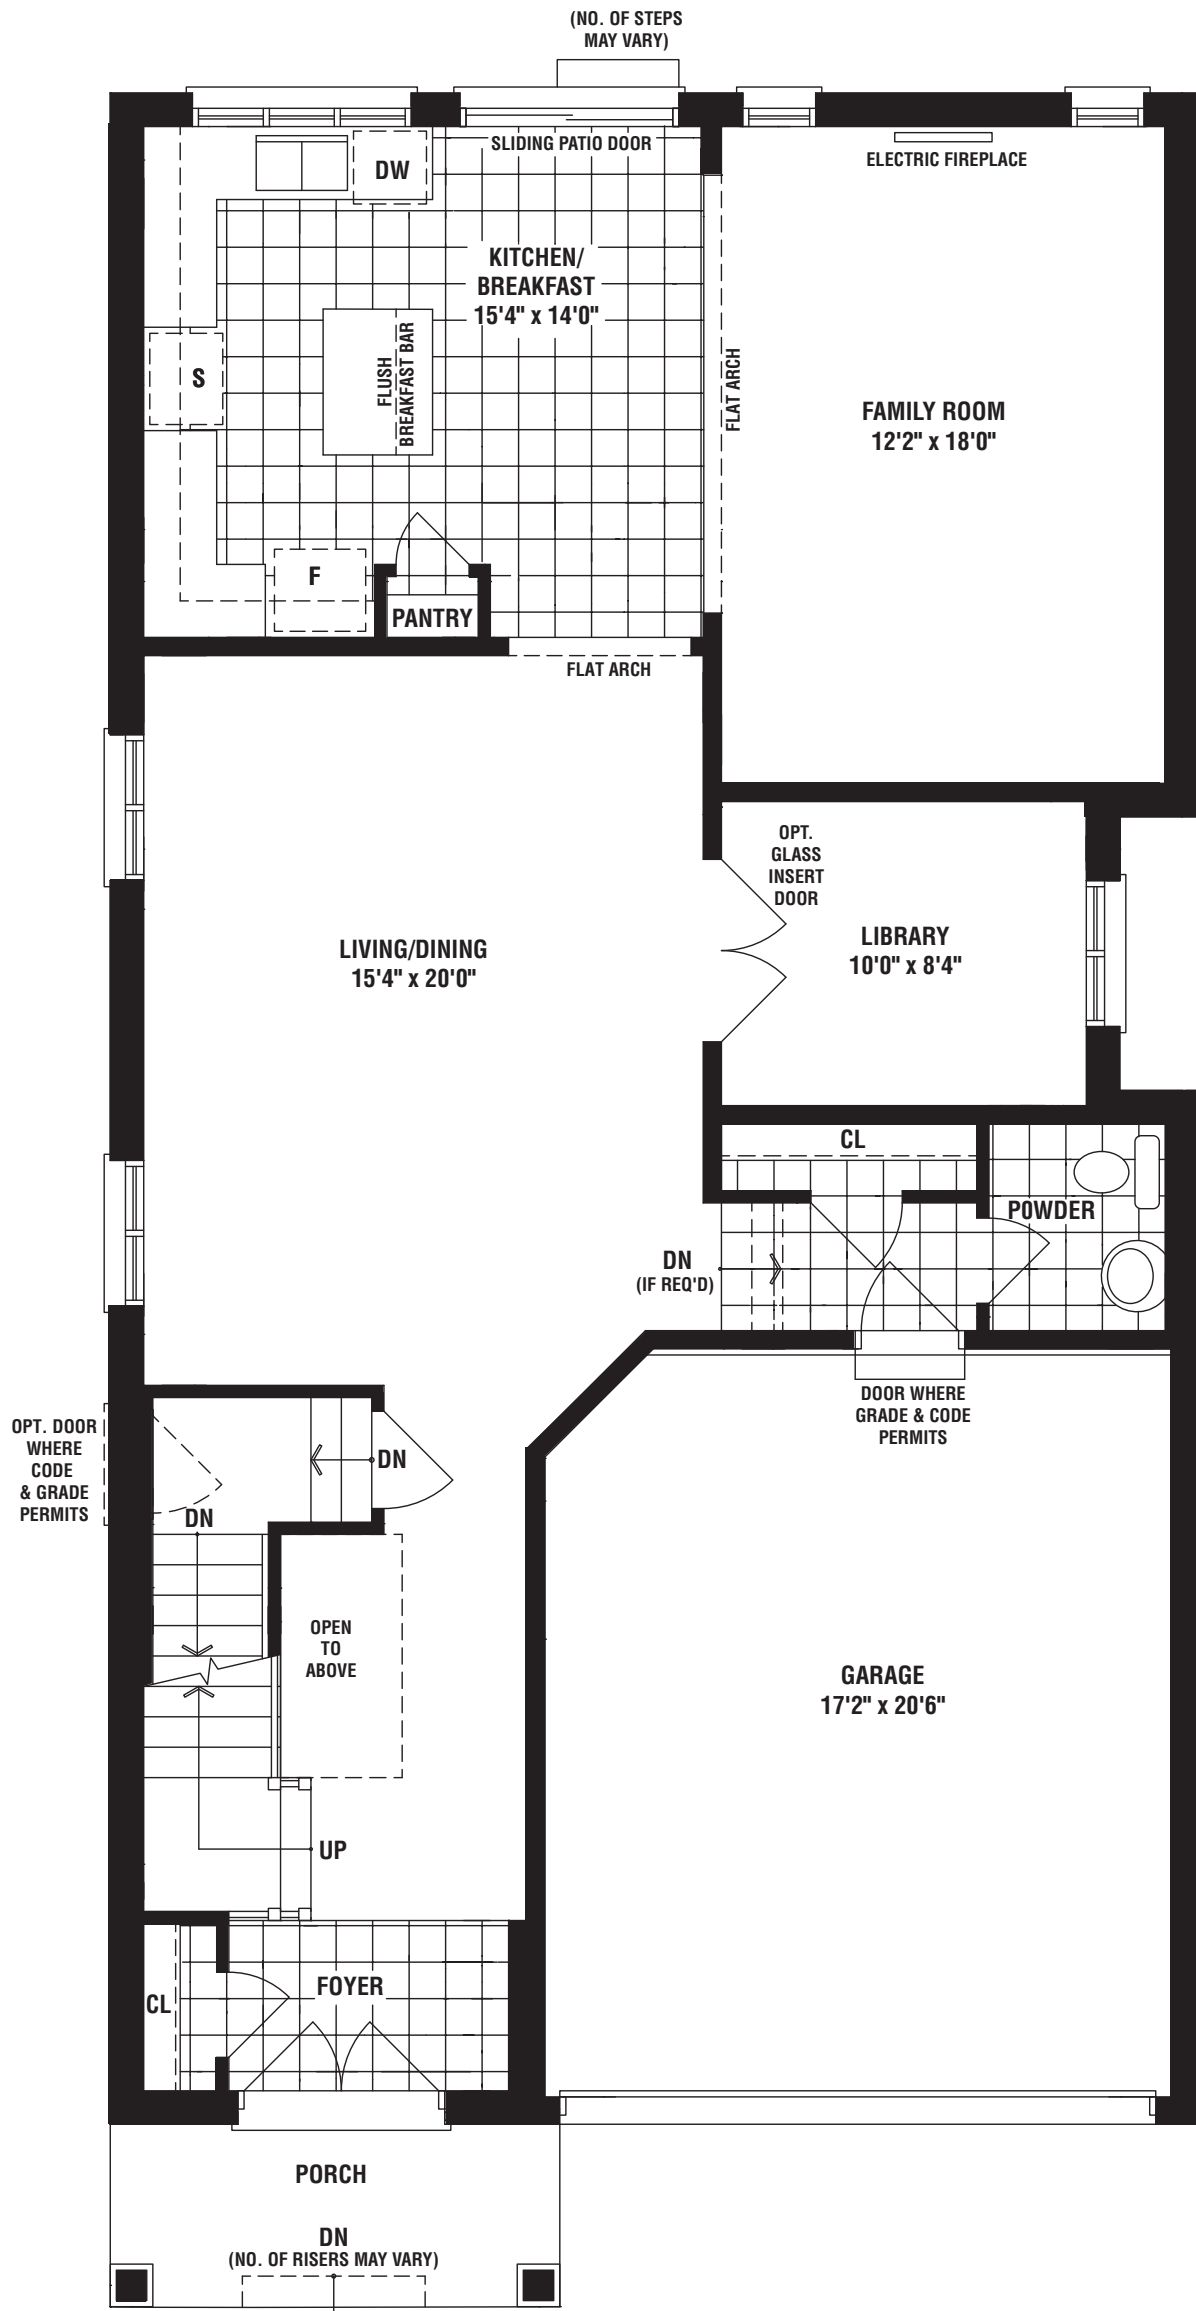 (NO. OF STEPS
MAY VARY)
SLIDING PATIO DOOR
ELECTRIC FIREPLACE
DW
KITCHEN/
BREAKFAST
15'4" x 14'0"
FLUSH
BREAKFAST BAR
S
FLAT ARCH
FAMILY ROOM
12'2" x 18'0"
F
PANTRY
FLAT ARCH
OPT.
GLASS
INSERT
DOOR
LIVING/DINING
15'4" x 20'0"
LIBRARY
10'0" x 8'4"
CL
POWDER
DN
(IF REQ'D)
DOOR WHERE
GRADE & CODE
PERMITS
OPT. DOOR
WHERE
CODE
& GRADE
PERMITS
DN
DN
OPEN
TO
ABOVE
GARAGE
17'2" x 20'6"
UP
FOYER
CL
PORCH
DN
(NO. OF RISERS MAY VARY)